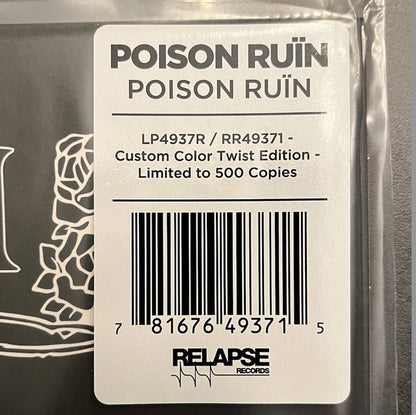 POISON RUÏN
POISON RUÏN
LP4937R / RR49371 -
Custom Color Twist Edition -
Limited to 500 Copies
7 81676 49371 5
RELAPSE
RECORDS